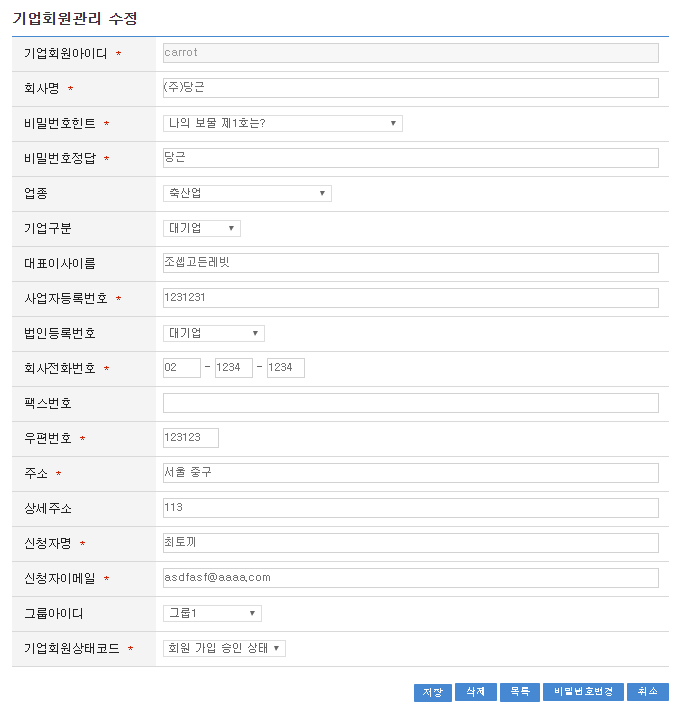 기업회원관리 수정
기업회원아이디 * carrot
회사명 * (주)당근
비밀번호힌트 * 나의 보물 제1호는?
비밀번호정답 * 당근
업종 축산업
기업구분 대기업
대표이사이름 조셉고든레빗
사업자등록번호 * 1231231
법인등록번호 대기업
회사전화번호 * 02 - 1234 - 1234
팩스번호
우편번호 * 123123
주소 * 서울 중구
상세주소 113
신청자명 * 최토끼
신청자이메일 * asdfasf@aaaa.com
그룹아이디 그룹1
기업회원상태코드 * 회원 가입 승인 상태
저장 삭제 목록 비밀번호변경 취소